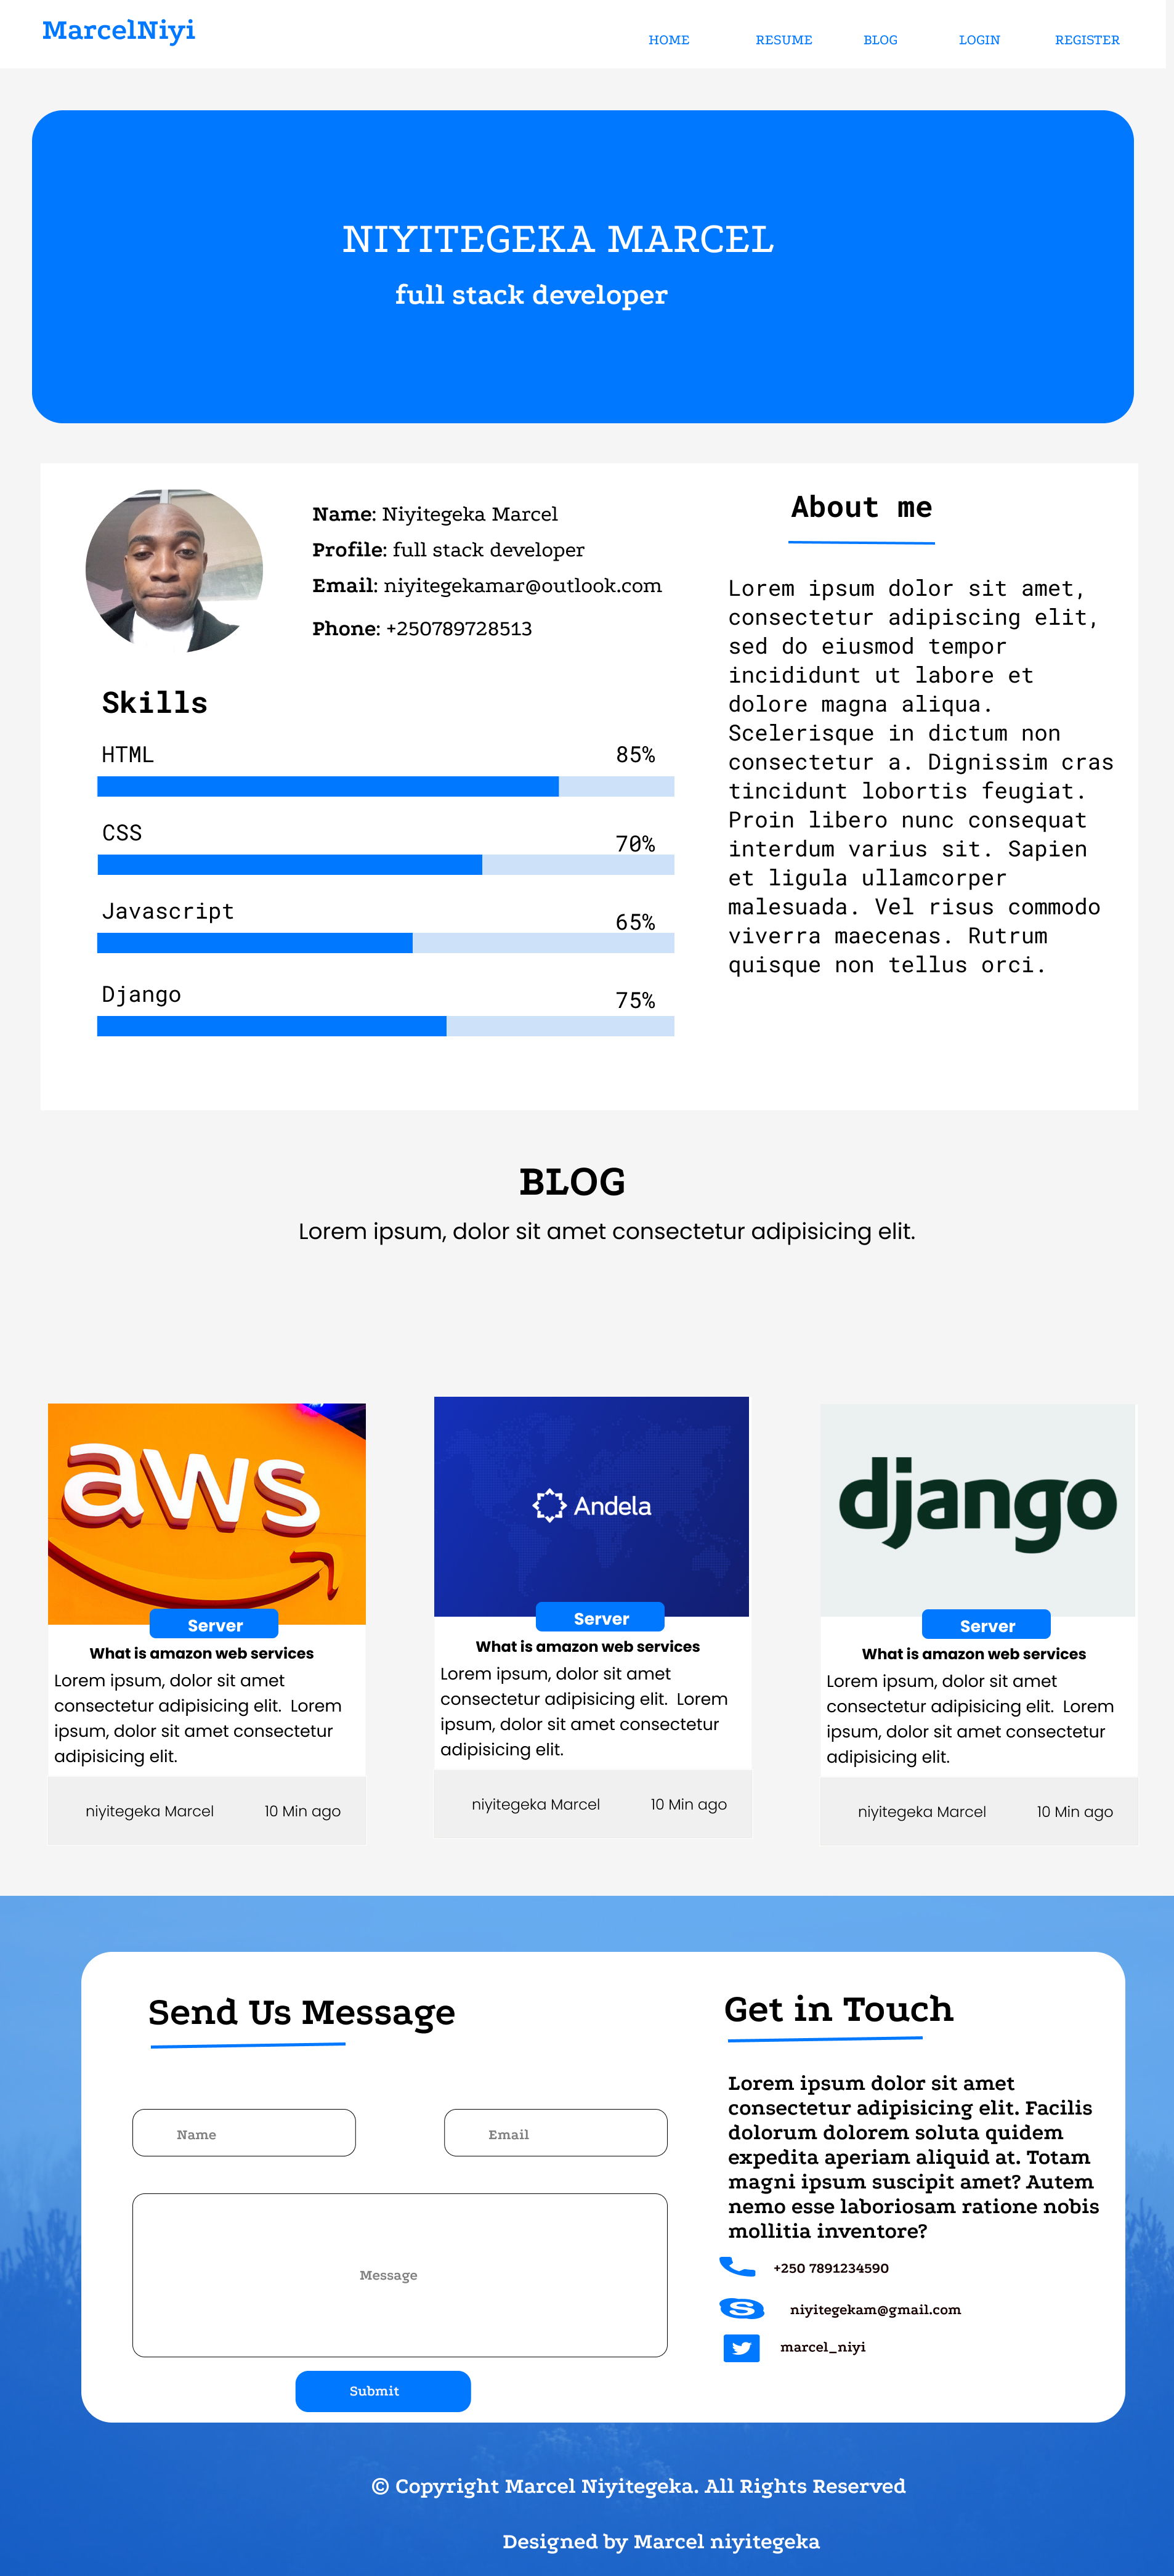 MarcelNiyi
HOME RESUME BLOG LOGIN REGISTER
NIYITEGEKA MARCEL
full stack developer
Name: Niyitegeka Marcel
Profile: full stack developer
Email: niyitegekamar@outlook.com
Phone: +250789728513
Skills
HTML 85%
CSS 70%
Javascript 65%
Django 75%
About me
Lorem ipsum dolor sit amet,
consectetur adipiscing elit,
sed do eiusmod tempor
incididunt ut labore et
dolore magna aliqua.
Scelerisque in dictum non
consectetur a. Dignissim cras
tincidunt lobortis feugiat.
Proin libero nunc consequat
interdum varius sit. Sapien
et ligula ullamcorper
malesuada. Vel risus commodo
viverra maecenas. Rutrum
quisque non tellus orci.
BLOG
Lorem ipsum, dolor sit amet consectetur adipisicing elit.
aws
Server
What is amazon web services
Lorem ipsum, dolor sit amet
consectetur adipisicing elit. Lorem
ipsum, dolor sit amet consectetur
adipisicing elit.
niyitegeka Marcel 10 Min ago
Andela
Server
What is amazon web services
Lorem ipsum, dolor sit amet
consectetur adipisicing elit. Lorem
ipsum, dolor sit amet consectetur
adipisicing elit.
niyitegeka Marcel 10 Min ago
django
Server
What is amazon web services
Lorem ipsum, dolor sit amet
consectetur adipisicing elit. Lorem
ipsum, dolor sit amet consectetur
adipisicing elit.
niyitegeka Marcel 10 Min ago
Send Us Message
Name
Email
Message
Submit
Get in Touch
Lorem ipsum dolor sit amet
consectetur adipisicing elit. Facilis
dolorum dolorem soluta quidem
expedita aperiam aliquid at. Totam
magni ipsum suscipit amet? Autem
nemo esse laboriosam ratione nobis
mollitia inventore?
+250 7891234590
niyitegekam@gmail.com
marcel_niyi
© Copyright Marcel Niyitegeka. All Rights Reserved
Designed by Marcel niyitegeka